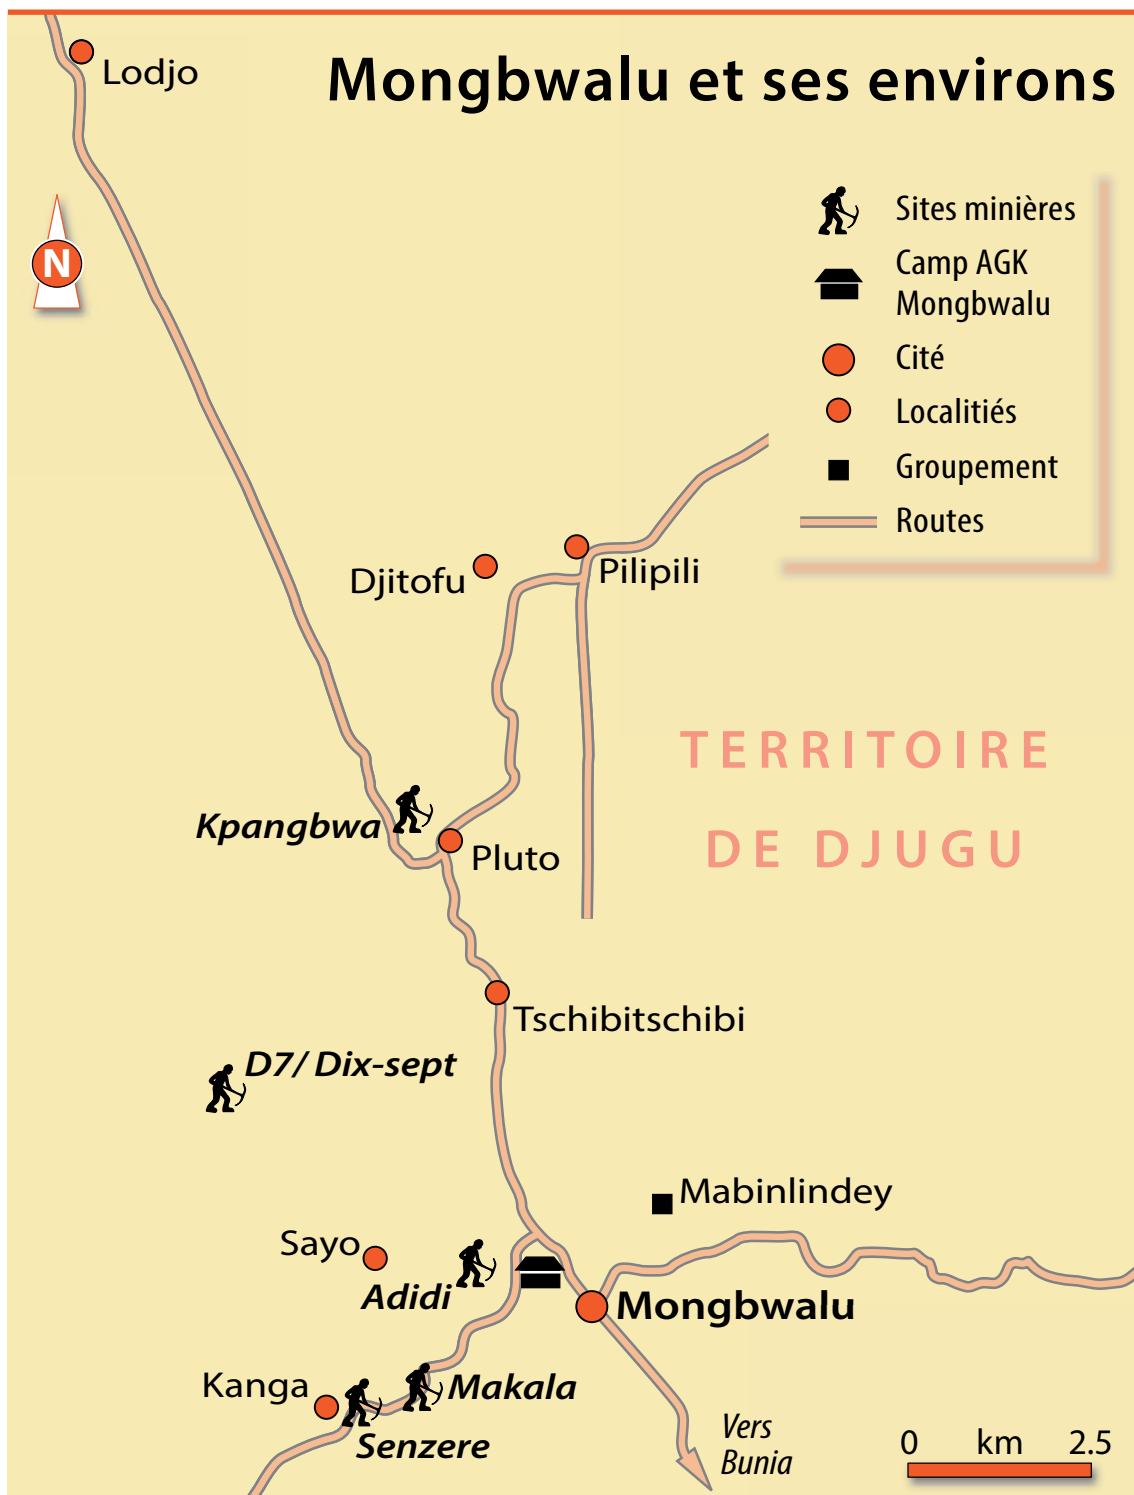 Mongbwalu et ses environs
Lodjo
N
Sites minières
Camp AGK
Mongbwalu
Cité
Localitiés
Groupement
Routes
Djitofu
Pilipili
TERRITOIRE
DE DJUGU
Kpangbwa
Pluto
Tschibitschibi
D7/ Dix-sept
Mabinlindey
Sayo
Adidi
Mongbwalu
Kanga
Makala
Senzere
Vers
Bunia
0 km 2.5